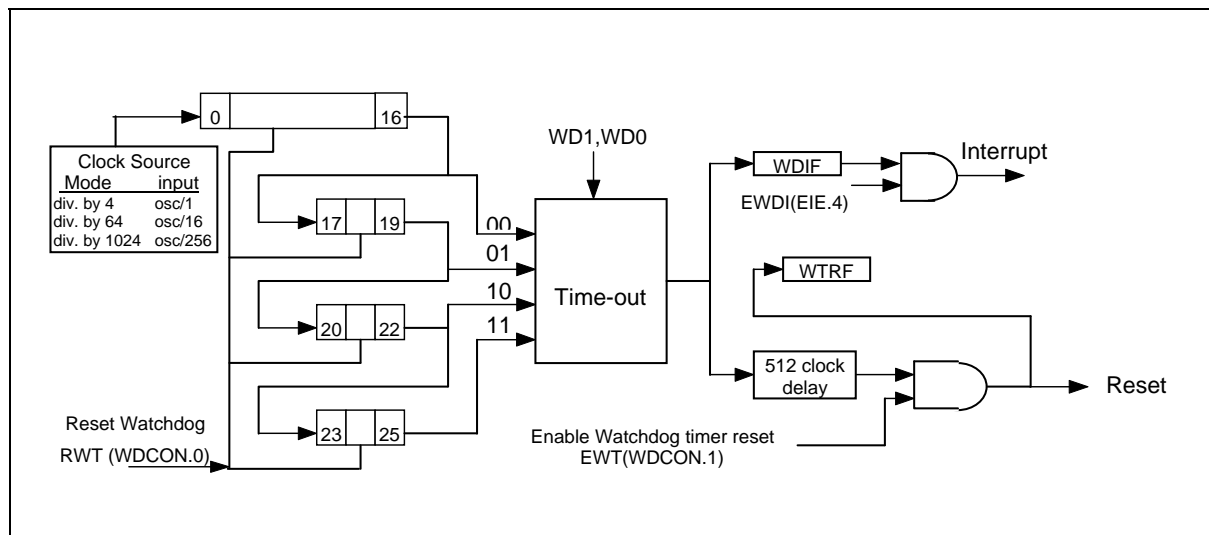 0
16
Clock Source
Mode input
div. by 4 osc/1
div. by 64 osc/16
div. by 1024 osc/256
17 19
20 22
23 25
Reset Watchdog
RWT (WDCON.0)
WD1,WD0
00
01
10
11
Time-out
WDIF
EWDI(EIE.4)
Interrupt
WTRF
512 clock
delay
Enable Watchdog timer reset
EWT(WDCON.1)
Reset